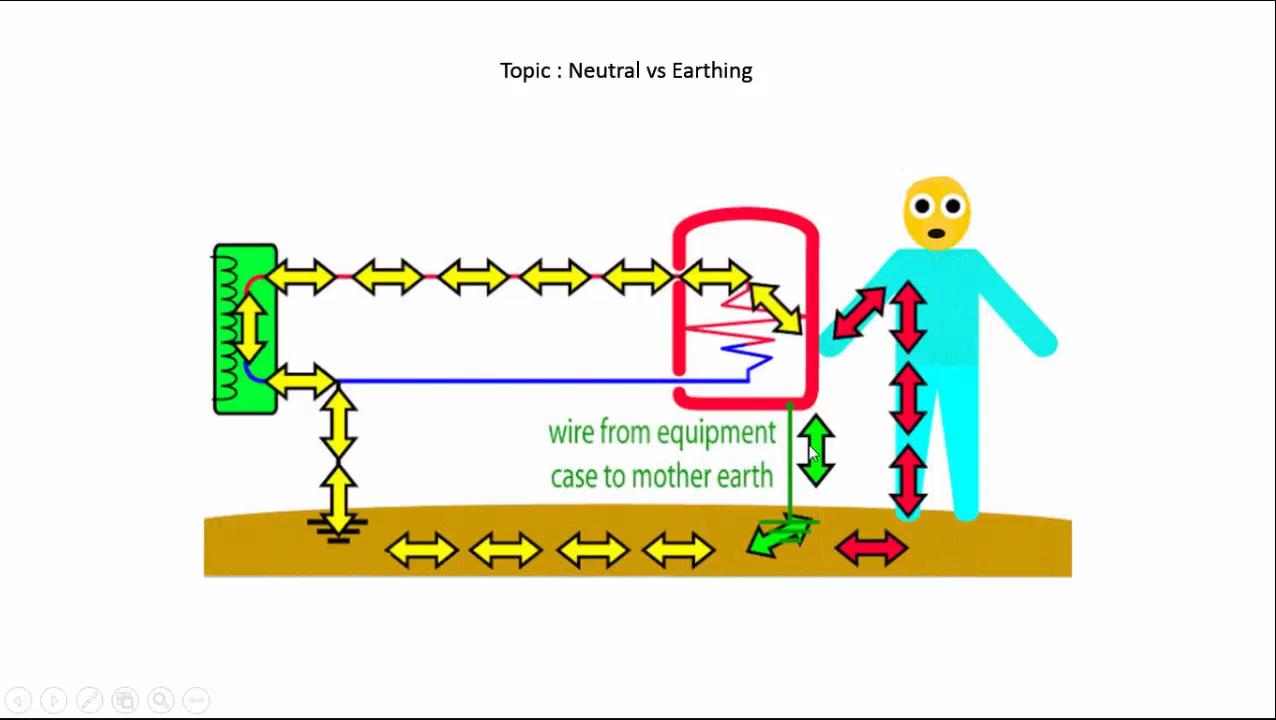 Topic : Neutral vs Earthing
wire from equipment
case to mother earth